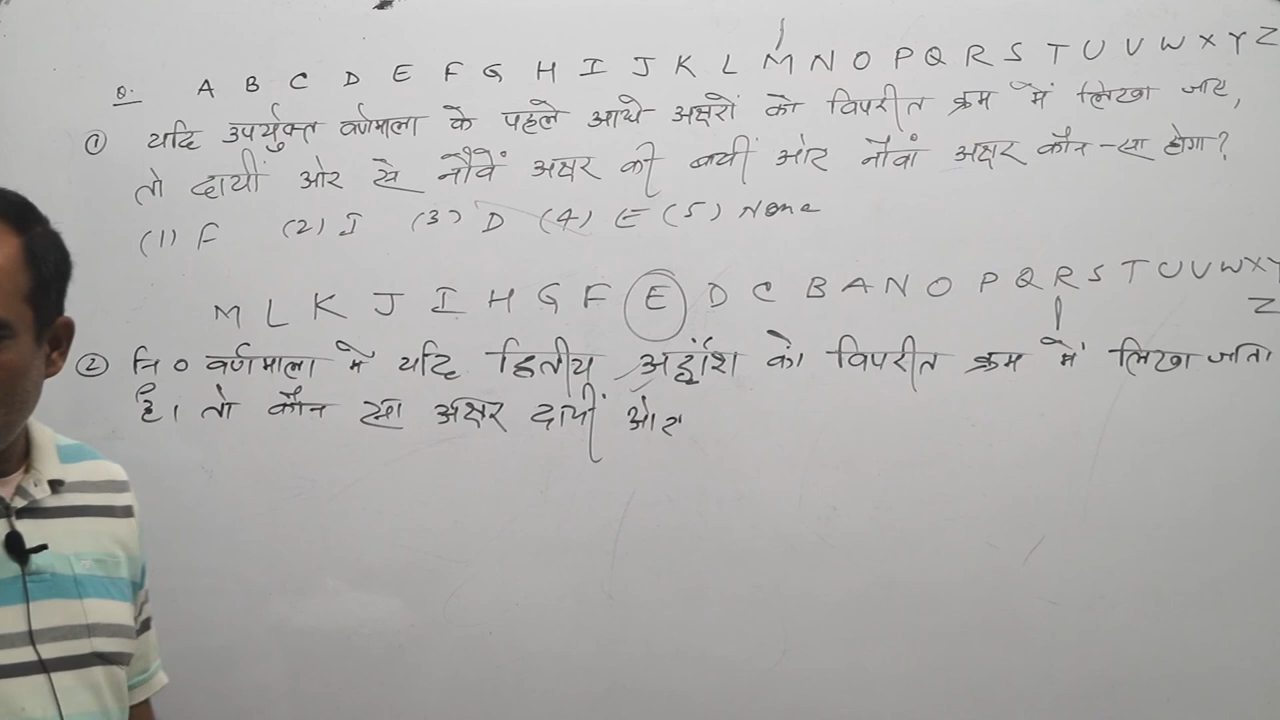 Q. A B C D E F G H I J K L M N O P Q R S T U V W X Y Z
① यदि उपर्युक्त वर्णमाला के पहले आधे अक्षरों को विपरीत क्रम में लिखा जाए,
तो दायीं ओर से नौवें अक्षर की बायीं ओर नौवां अक्षर कौन-सा होगा?
(1) F (2) I (3) D (4) E (5) None
M L K J I H G F E D C B A N O P Q R S T U V W X Y
Z
② नि० वर्णमाला में यदि द्वितीय अर्द्धांश को विपरीत क्रम में लिखा जाता
है। तो कौन सा अक्षर दायीं ओर